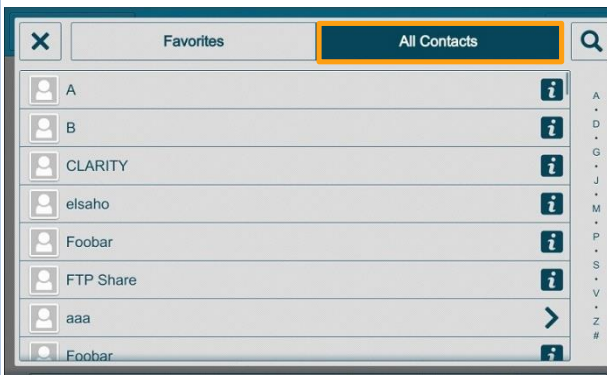 Favorites
All Contacts
A
B
CLARITY
elsaho
Foobar
FTP Share
aaa
Foobar
A
D
G
J
M
P
S
V
Z
#